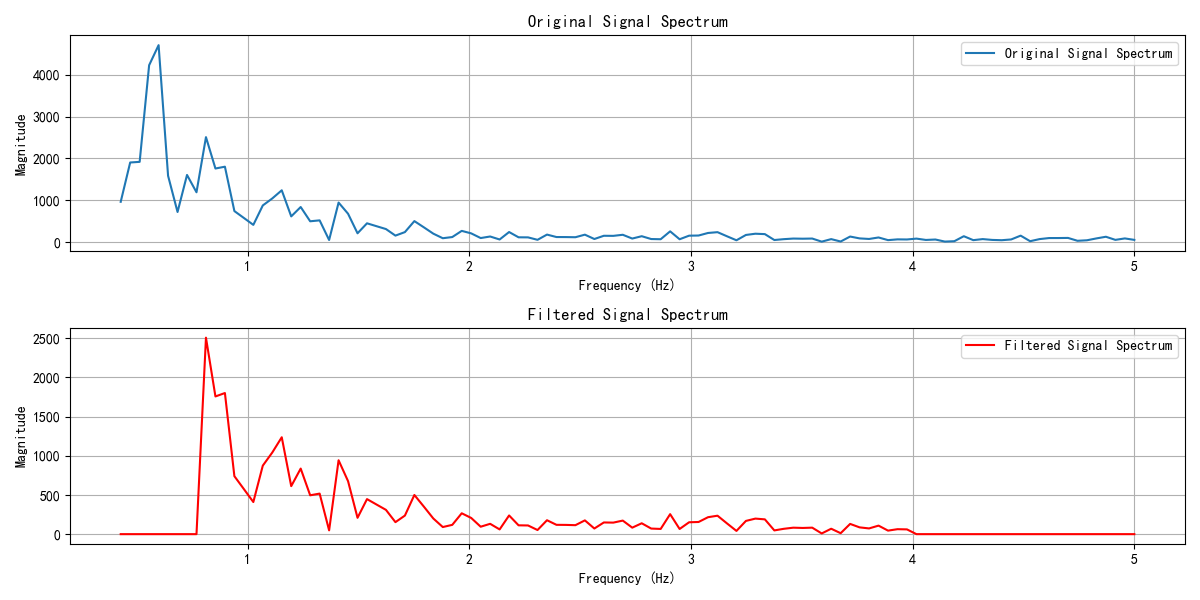 Original Signal Spectrum
Original Signal Spectrum
4000
3000
2000
1000
0
Magnitude
1 2 3 4 5
Frequency (Hz)
Filtered Signal Spectrum
Filtered Signal Spectrum
2500
2000
1500
1000
500
0
Magnitude
1 2 3 4 5
Frequency (Hz)